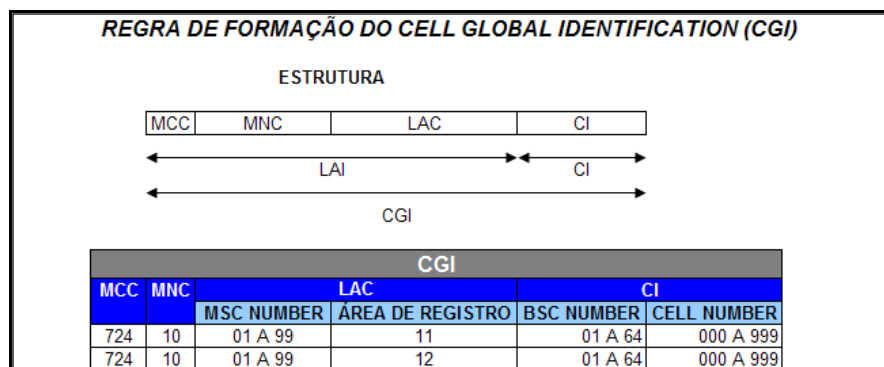 REGRA DE FORMAÇÃO DO CELL GLOBAL IDENTIFICATION (CGI)
ESTRUTURA
MCC MNC LAC CI
LAI CI
CGI
CGI
MCC MNC LAC CI
MSC NUMBER ÁREA DE REGISTRO BSC NUMBER CELL NUMBER
724 10 01 A 99 11 01 A 64 000 A 999
724 10 01 A 99 12 01 A 64 000 A 999